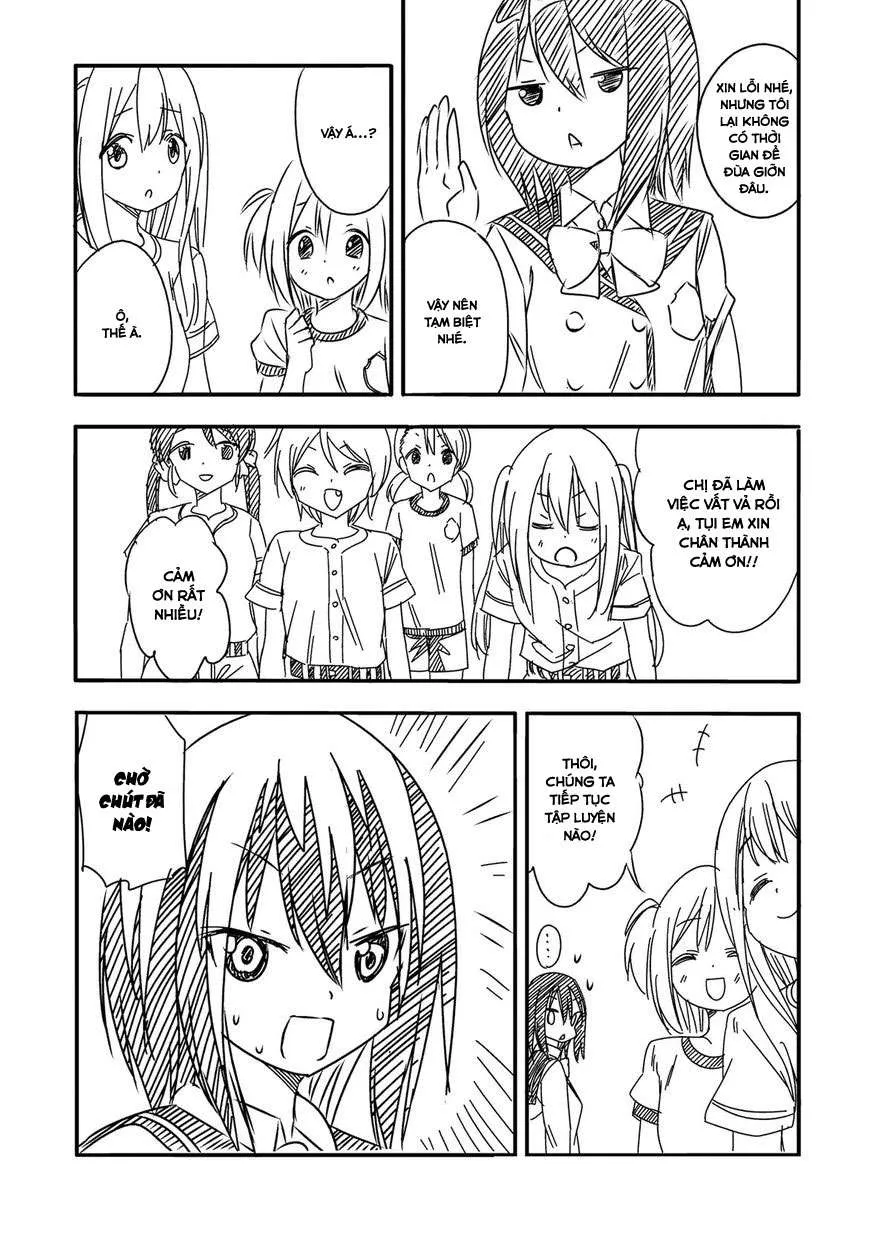 XIN LỖI NHÉ,
NHƯNG TÔI
LẠI KHÔNG
CÓ THỜI
GIAN ĐỂ
ĐÙA GIỠN
ĐÂU.
VẬY NÊN
TẠM BIỆT
NHÉ.
VẬY Á...?
Ồ,
THẾ À.
CHỊ ĐÃ LÀM
VIỆC VẤT VẢ RỒI
Ạ, TỤI EM XIN
CHÂN THÀNH
CẢM ƠN!!
CẢM
ƠN RẤT
NHIỀU!
THÔI,
CHÚNG TA
TIẾP TỤC
TẬP LUYỆN
NÀO!
...
CHỜ
CHÚT ĐÃ
NÀO!